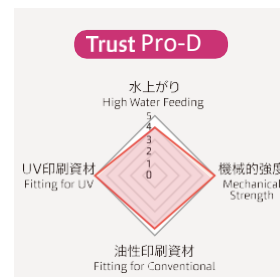 Trust Pro-D
水上がり
High Water Feeding
5
4
3
2
1
0
UV印刷資材
Fitting for UV
機械的強度
Mechanical
Strength
油性印刷資材
Fitting for Conventional